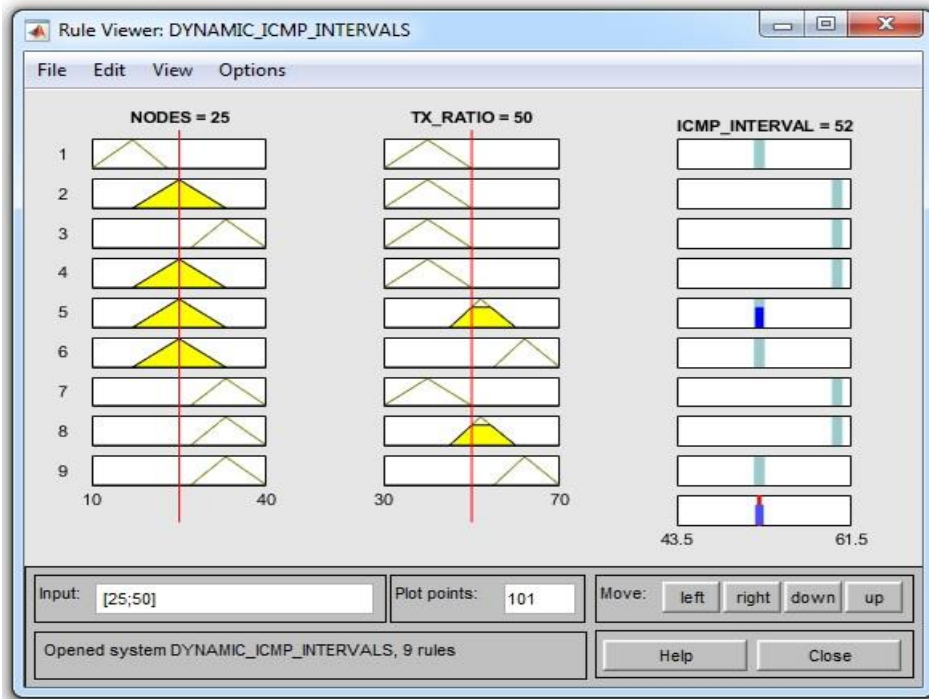 Rule Viewer: DYNAMIC_ICMP_INTERVALS
File Edit View Options
NODES = 25 TX_RATIO = 50 ICMP_INTERVAL = 52
1
2
3
4
5
6
7
8
9
10 40 30 70
43.5 61.5
Input: [25;50] Plot points: 101 Move: left right down up
Opened system DYNAMIC_ICMP_INTERVALS, 9 rules Help Close